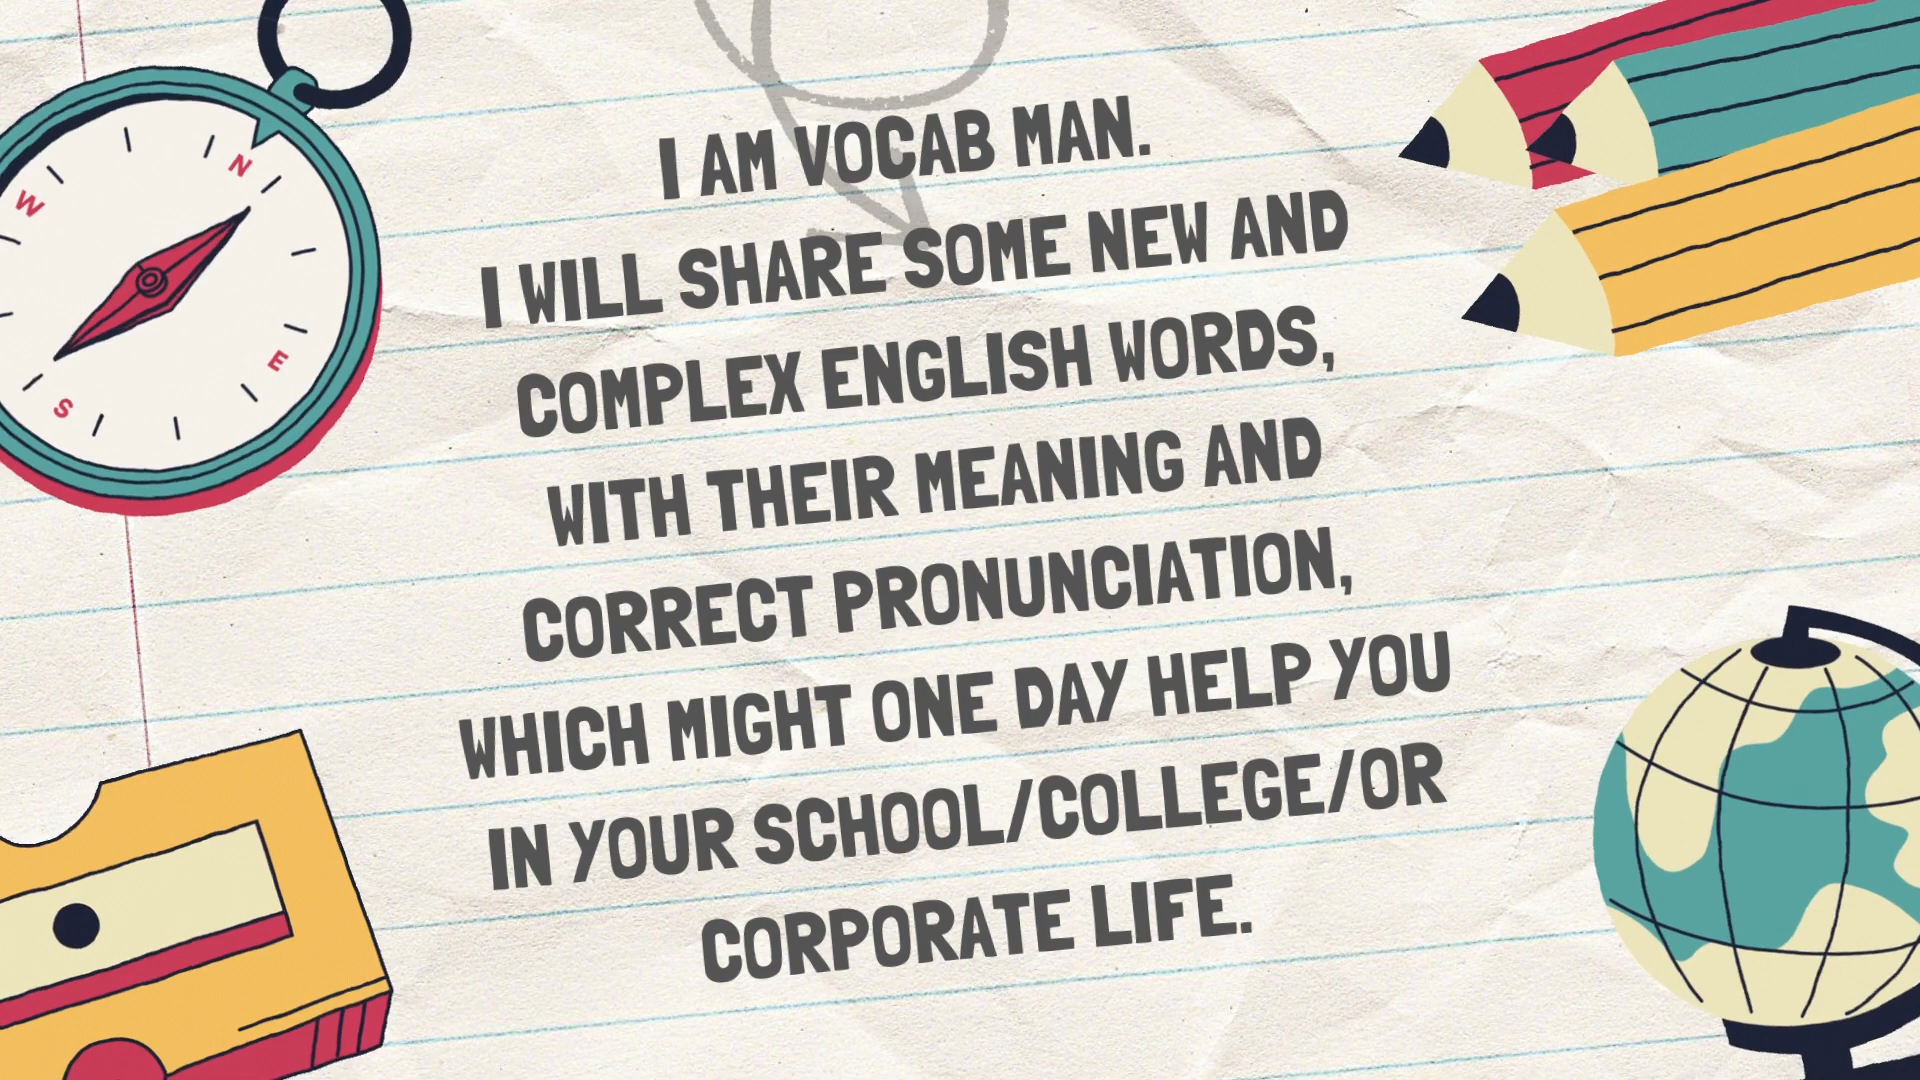 I AM VOCAB MAN.
I WILL SHARE SOME NEW AND
COMPLEX ENGLISH WORDS,
WITH THEIR MEANING AND
CORRECT PRONUNCIATION,
WHICH MIGHT ONE DAY HELP YOU
IN YOUR SCHOOL/COLLEGE/OR
CORPORATE LIFE.
N
W
E
S